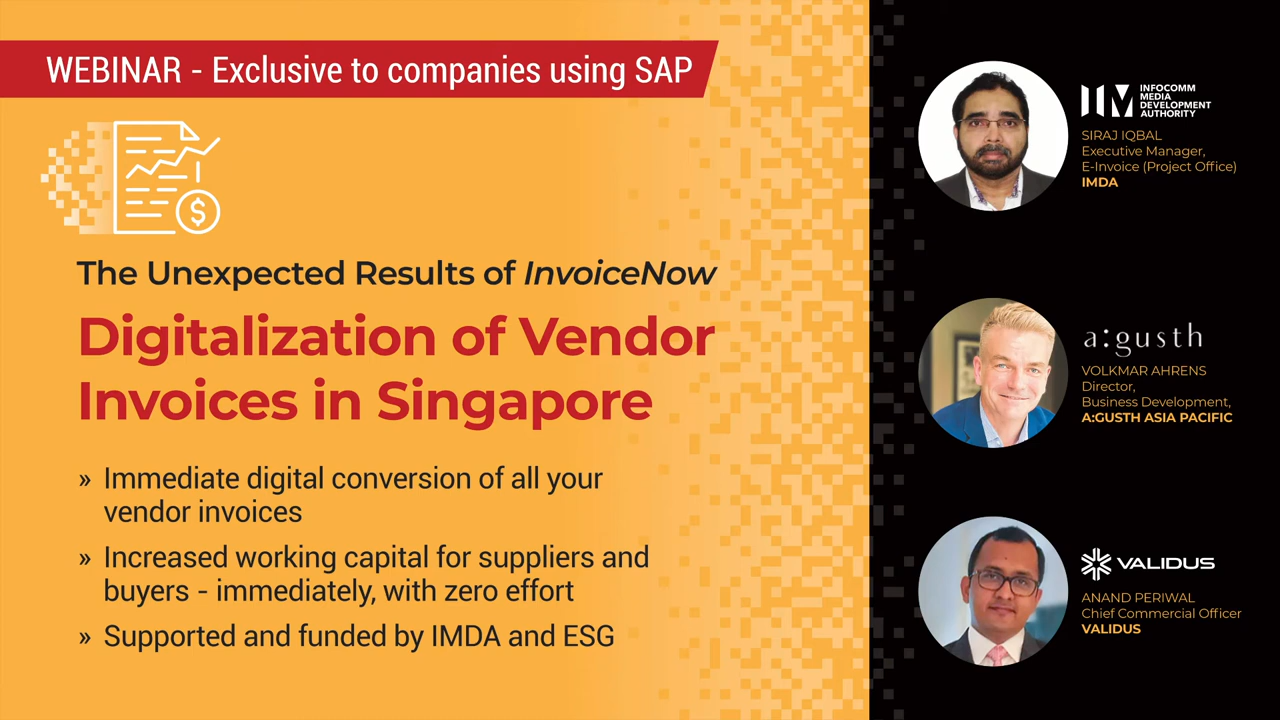 WEBINAR - Exclusive to companies using SAP
$
The Unexpected Results of InvoiceNow
Digitalization of Vendor
Invoices in Singapore
» Immediate digital conversion of all your
vendor invoices
» Increased working capital for suppliers and
buyers - immediately, with zero effort
» Supported and funded by IMDA and ESG
IM
INFOCOMM
MEDIA
DEVELOPMENT
AUTHORITY
SIRAJ IQBAL
Executive Manager,
E-Invoice (Project Office)
IMDA
a:gusth
VOLKMAR AHRENS
Director,
Business Development,
A:GUSTH ASIA PACIFIC
VALIDUS
ANAND PERIWAL
Chief Commercial Officer
VALIDUS